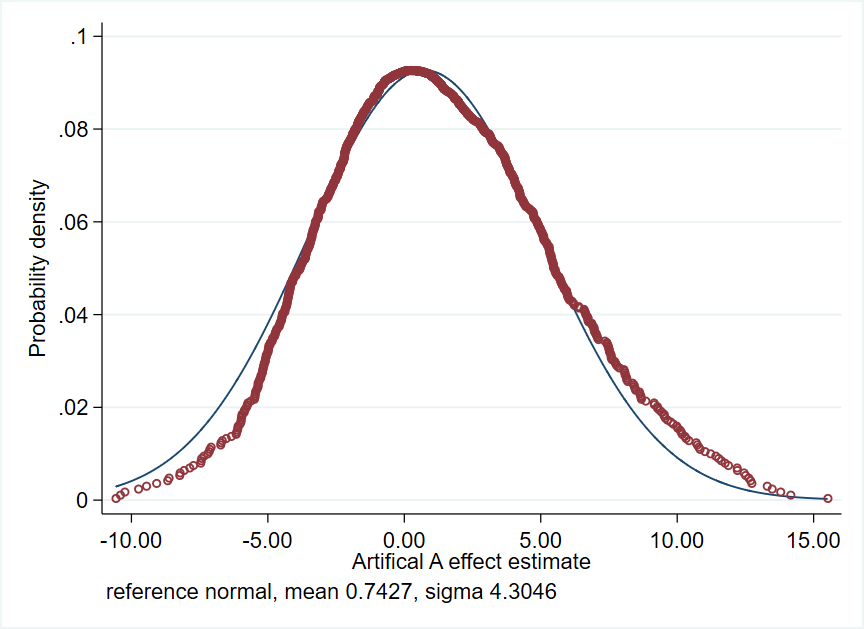 .1
.08
.06
.04
.02
0
Probability density
-10.00 -5.00 0.00 5.00 10.00 15.00
Artifical A effect estimate
reference normal, mean 0.7427, sigma 4.3046